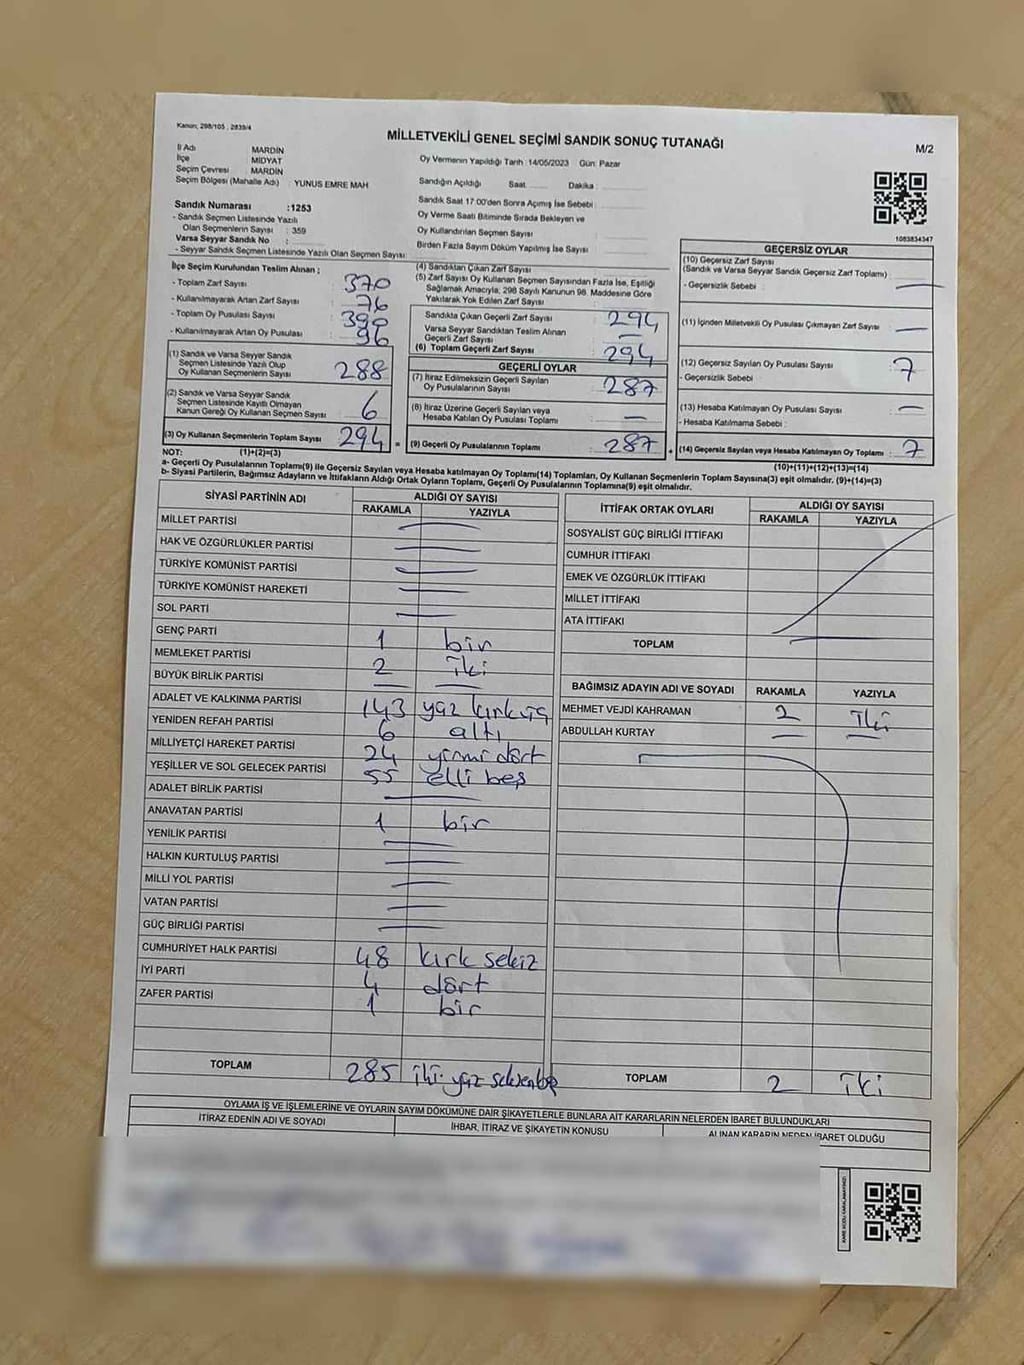 Kanun; 298/105 , 2839/4
MİLLETVEKİLİ GENEL SEÇİMİ SANDIK SONUÇ TUTANAĞI
M/2
İl Adı MARDİN
İlçe MİDYAT
Seçim Çevresi MARDİN
Seçim Bölgesi (Mahalle Adı) YUNUS EMRE MAH
Sandık Numarası :1253
- Sandık Seçmen Listesinde Yazılı
Olan Seçmenlerin Sayısı : 359
Varsa Seyyar Sandık No :
- Seyyar Sandık Seçmen Listesinde Yazılı Olan Seçmen Sayısı:
Oy Vermenin Yapıldığı Tarih :14/05/2023 Gün: Pazar
Sandığın Açıldığı Saat...... Dakika :
Sandık Saat 17:00'den Sonra Açılmış İse Sebebi :
Oy Verme Saati Bitiminde Sırada Bekleyen ve
Oy Kullandırılan Seçmen Sayısı :
Birden Fazla Sayım Döküm Yapılmış İse Sayısı :
1083834347
İlçe Seçim Kurulundan Teslim Alınan ;
- Toplam Zarf Sayısı : 370
- Kullanılmayarak Artan Zarf Sayısı : 76
- Toplam Oy Pusulası Sayısı : 390
- Kullanılmayarak Artan Oy Pusulası : 96
(1) Sandık ve Varsa Seyyar Sandık
Seçmen Listesinde Yazılı Olup
Oy Kullanan Seçmenlerin Sayısı : 288
(2) Sandık ve Varsa Seyyar Sandık
Seçmen Listesinde Kayıtlı Olmayan
Kanun Gereği Oy Kullanan Seçmen Sayısı : 6
(3) Oy Kullanan Seçmenlerin Toplam Sayısı : 294 =
(4) Sandıktan Çıkan Zarf Sayısı
(5) Zarf Sayısı Oy Kullanan Seçmen Sayısından Fazla İse, Eşitliği
Sağlamak Amacıyla, 298 Sayılı Kanunun 98. Maddesine Göre
Yakılarak Yok Edilen Zarf Sayısı
Sandıkta Çıkan Geçerli Zarf Sayısı : 294
Varsa Seyyar Sandıktan Teslim Alınan
Geçerli Zarf Sayısı : —
(6) Toplam Geçerli Zarf Sayısı : 294
GEÇERLİ OYLAR
(7) İtiraz Edilmeksizin Geçerli Sayılan
Oy Pusulalarının Sayısı : 287
(8) İtiraz Üzerine Geçerli Sayılan veya
Hesaba Katılan Oy Pusulası Toplamı : —
(9) Geçerli Oy Pusulalarının Toplamı : 287 +
GEÇERSİZ OYLAR
(10) Geçersiz Zarf Sayısı
(Sandık ve Varsa Seyyar Sandık Geçersiz Zarf Toplamı) :
- Geçersizlik Sebebi : —
(11) İçinden Milletvekili Oy Pusulası Çıkmayan Zarf Sayısı : —
(12) Geçersiz Sayılan Oy Pusulası Sayısı : 7
- Geçersizlik Sebebi :
(13) Hesaba Katılmayan Oy Pusulası Sayısı : —
- Hesaba Katılmama Sebebi :
(14) Geçersiz Sayılan veya Hesaba Katılmayan Oy Toplamı : 7
NOT: (1)+(2)=(3) (10)+(11)+(12)+(13)=(14)
a- Geçerli Oy Pusulalarının Toplamı(9) ile Geçersiz Sayılan veya Hesaba katılmayan Oy Toplamı(14) Toplamları, Oy Kullanan Seçmenlerin Toplam Sayısına(3) eşit olmalıdır. (9)+(14)=(3)
b- Siyasi Partilerin, Bağımsız Adayların ve İttifakların Aldığı Ortak Oyların Toplamı, Geçerli Oy Pusulalarının Toplamına(9) eşit olmalıdır.
SİYASİ PARTİNİN ADI ALDIĞI OY SAYISI
RAKAMLA YAZIYLA
MİLLET PARTİSİ —
HAK VE ÖZGÜRLÜKLER PARTİSİ —
TÜRKİYE KOMÜNİST PARTİSİ —
TÜRKİYE KOMÜNİST HAREKETİ —
SOL PARTİ —
GENÇ PARTİ 1 bir
MEMLEKET PARTİSİ 2 iki
BÜYÜK BİRLİK PARTİSİ — —
ADALET VE KALKINMA PARTİSİ 143 yüz kırk üç
YENİDEN REFAH PARTİSİ 6 altı
MİLLİYETÇİ HAREKET PARTİSİ 24 yirmi dört
YEŞİLLER VE SOL GELECEK PARTİSİ 55 elli beş
ADALET BİRLİK PARTİSİ —
ANAVATAN PARTİSİ 1 bir
YENİLİK PARTİSİ —
HALKIN KURTULUŞ PARTİSİ —
MİLLİ YOL PARTİSİ —
VATAN PARTİSİ —
GÜÇ BİRLİĞİ PARTİSİ —
CUMHURİYET HALK PARTİSİ 48 kırk sekiz
İYİ PARTİ 4 dört
ZAFER PARTİSİ 1 bir
TOPLAM 285 iki yüz seksenbeş
İTTİFAK ORTAK OYLARI ALDIĞI OY SAYISI
RAKAMLA YAZIYLA
SOSYALİST GÜÇ BİRLİĞİ İTTİFAKI
CUMHUR İTTİFAKI
EMEK VE ÖZGÜRLÜK İTTİFAKI
MİLLET İTTİFAKI
ATA İTTİFAKI
TOPLAM —
BAĞIMSIZ ADAYIN ADI VE SOYADI RAKAMLA YAZIYLA
MEHMET VEJDİ KAHRAMAN 2 iki
ABDULLAH KURTAY — —
TOPLAM 2 iki
OYLAMA İŞ VE İŞLEMLERİNE VE OYLARIN SAYIM DÖKÜMÜNE DAİR ŞİKAYETLERLE BUNLARA AİT KARARLARIN NELERDEN İBARET BULUNDUKLARI
İTİRAZ EDENİN ADI VE SOYADI İHBAR, İTİRAZ VE ŞİKAYETİN KONUSU ALINAN KARARIN NEDEN İBARET OLDUĞU